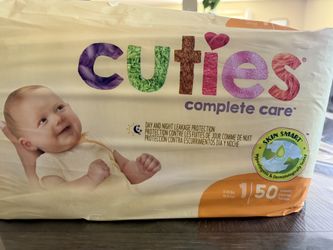 cuties
complete care
DAY AND NIGHT LEAKAGE PROTECTION
PROTECTION CONTRE LES FUITES DE JOUR COMME DE NUIT
PROTECCIÓN CONTRA ESCURRIMIENTOS DÍA Y NOCHE
SKIN SMART
1/50